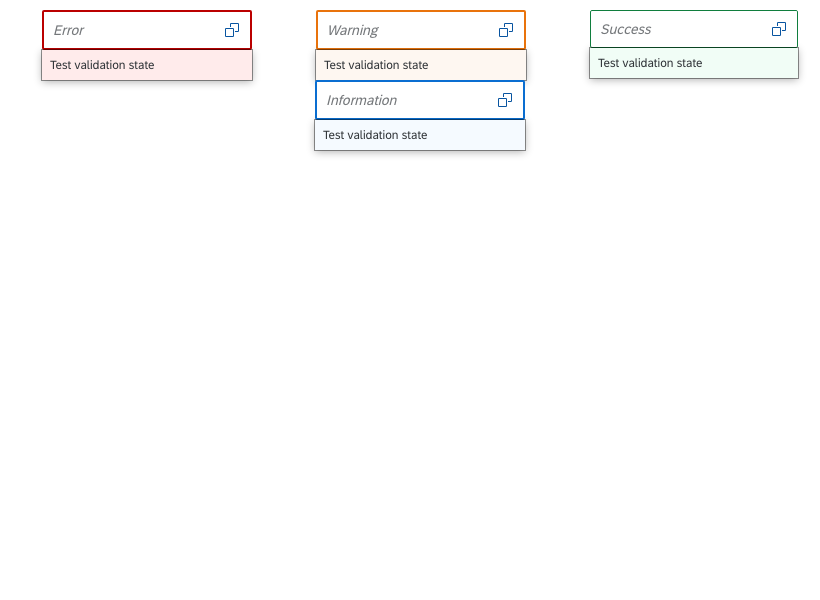 Error
Test validation state
Warning
Test validation state
Success
Test validation state
Information
Test validation state